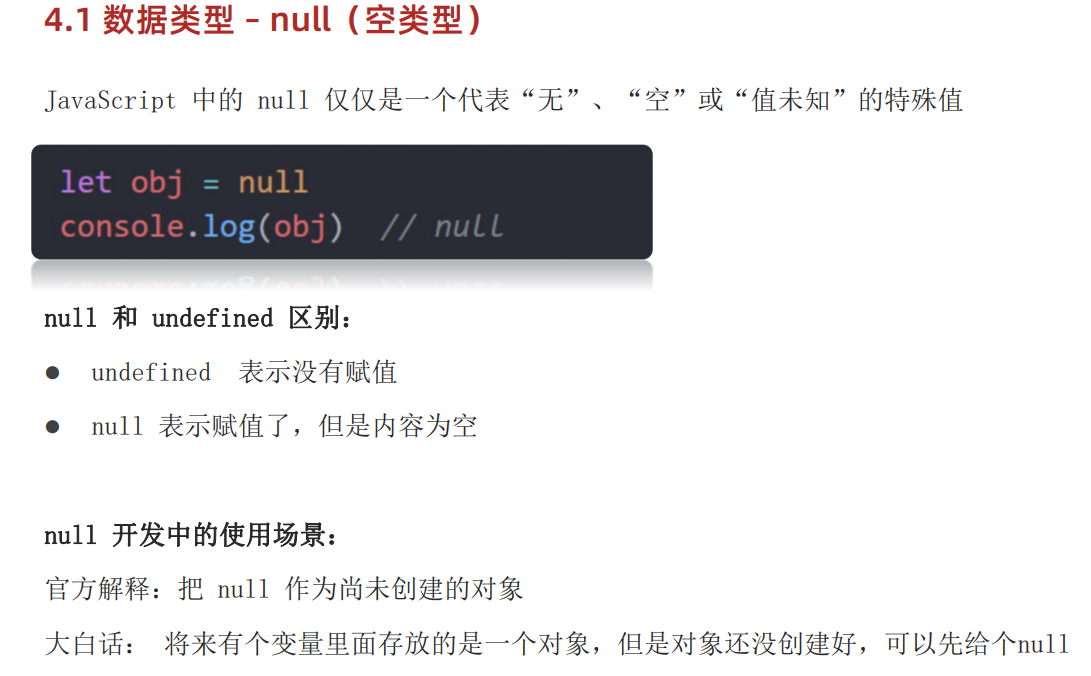 4.1 数据类型 – null（空类型）
JavaScript 中的 null 仅仅是一个代表“无”、“空”或“值未知”的特殊值
let obj = null
console.log(obj)  // null
null 和 undefined 区别：
● undefined 表示没有赋值
● null 表示赋值了，但是内容为空
null 开发中的使用场景：
官方解释：把 null 作为尚未创建的对象
大白话： 将来有个变量里面存放的是一个对象，但是对象还没创建好，可以先给个null